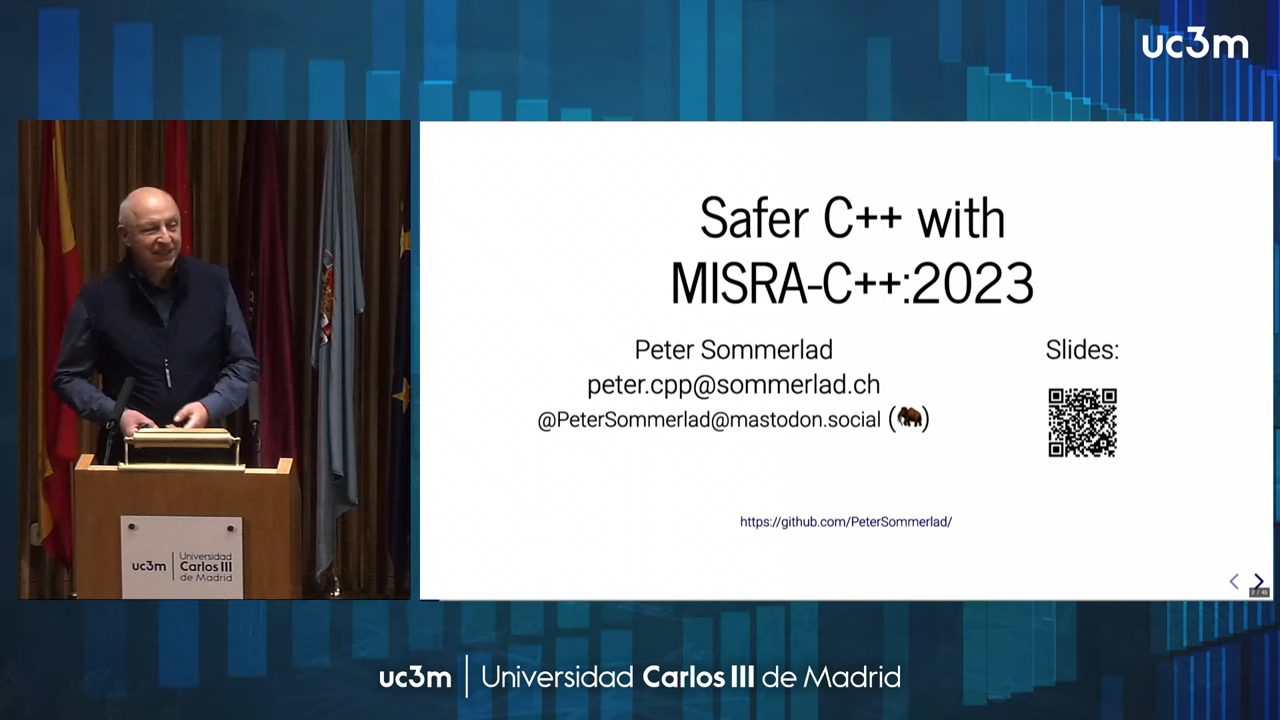 uc3m
Safer C++ with
MISRA-C++:2023
Peter Sommerlad
peter.cpp@sommerlad.ch
@PeterSommerlad@mastodon.social ( )
Slides:
https://github.com/PeterSommerlad/
uc3m | Universidad
Carlos III
de Madrid
uc3m | Universidad Carlos III de Madrid